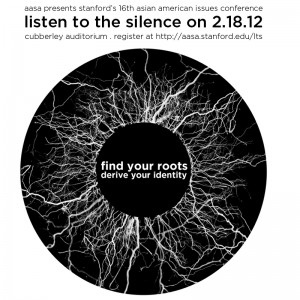 aasa presents stanford's 16th asian american issues conference
listen to the silence on 2.18.12
cubberley auditorium . register at http://aasa.stanford.edu/lts
find your roots
derive your identity